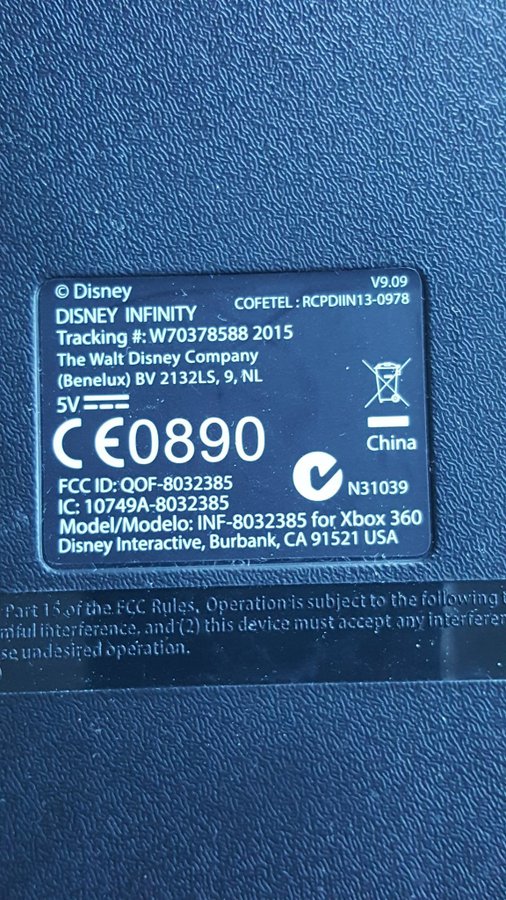 © Disney
V9.09
DISNEY INFINITY
COFETEL : RCPDIIN13-0978
Tracking #: W70378588 2015
The Walt Disney Company
(Benelux) BV 2132LS, 9, NL
5V
CE0890
China
FCC ID: QOF-8032385
IC: 10749A-8032385
N31039
Model/Modelo: INF-8032385 for Xbox 360
Disney Interactive, Burbank, CA 91521 USA
Part 15 of the FCC Rules. Operation is subject to the following t
mful interference, and (2) this device must accept any interferen
se undesired operation.